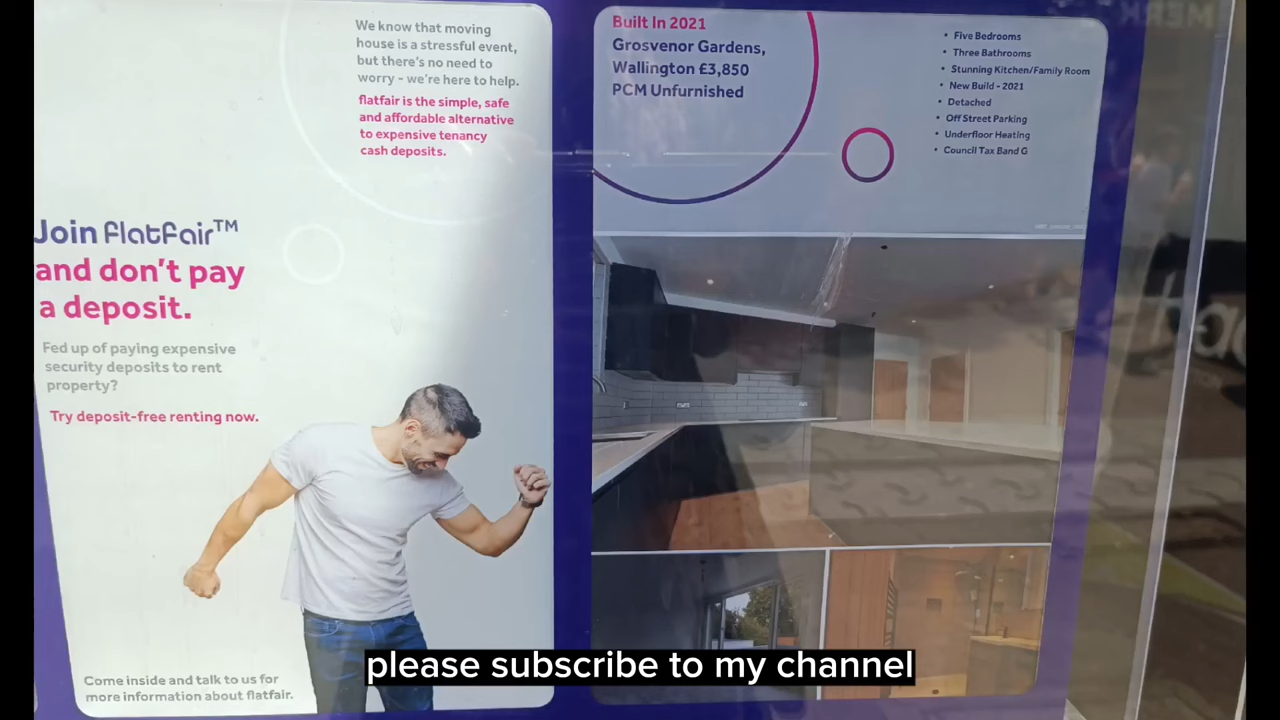 We know that moving
house is a stressful event,
but there's no need to
worry - we're here to help.
flatfair is the simple, safe
and affordable alternative
to expensive tenancy
cash deposits.
Join flatfair™
and don't pay
a deposit.
Fed up of paying expensive
security deposits to rent
property?
Try deposit-free renting now.
Come inside and talk to us for
more information about flatfair.
Built In 2021
Grosvenor Gardens,
Wallington £3,850
PCM Unfurnished
• Five Bedrooms
• Three Bathrooms
• Stunning Kitchen/Family Room
• New Build - 2021
• Detached
• Off Street Parking
• Underfloor Heating
• Council Tax Band G
please subscribe to my channel